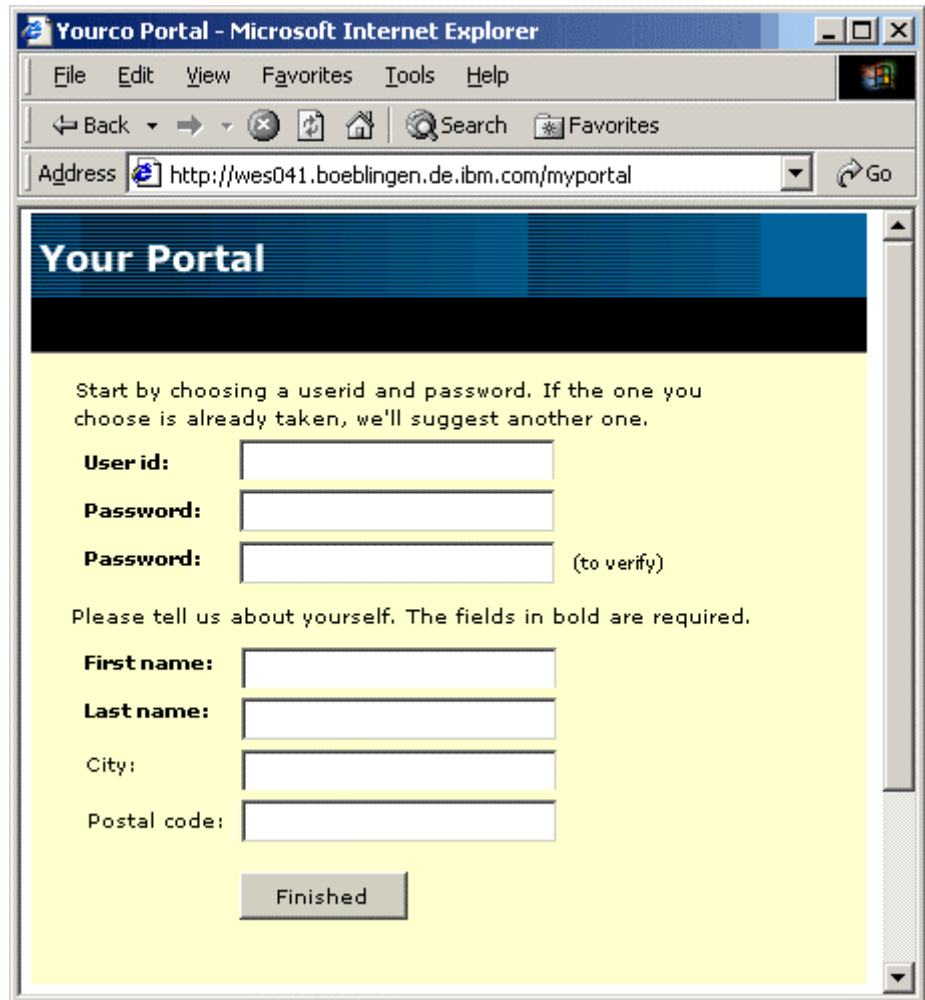 Yourco Portal - Microsoft Internet Explorer
File Edit View Favorites Tools Help
Back Search Favorites
Address http://wes041.boeblingen.de.ibm.com/myportal Go
Your Portal
Start by choosing a userid and password. If the one you
choose is already taken, we'll suggest another one.
User id:
Password:
Password: (to verify)
Please tell us about yourself. The fields in bold are required.
First name:
Last name:
City:
Postal code:
Finished